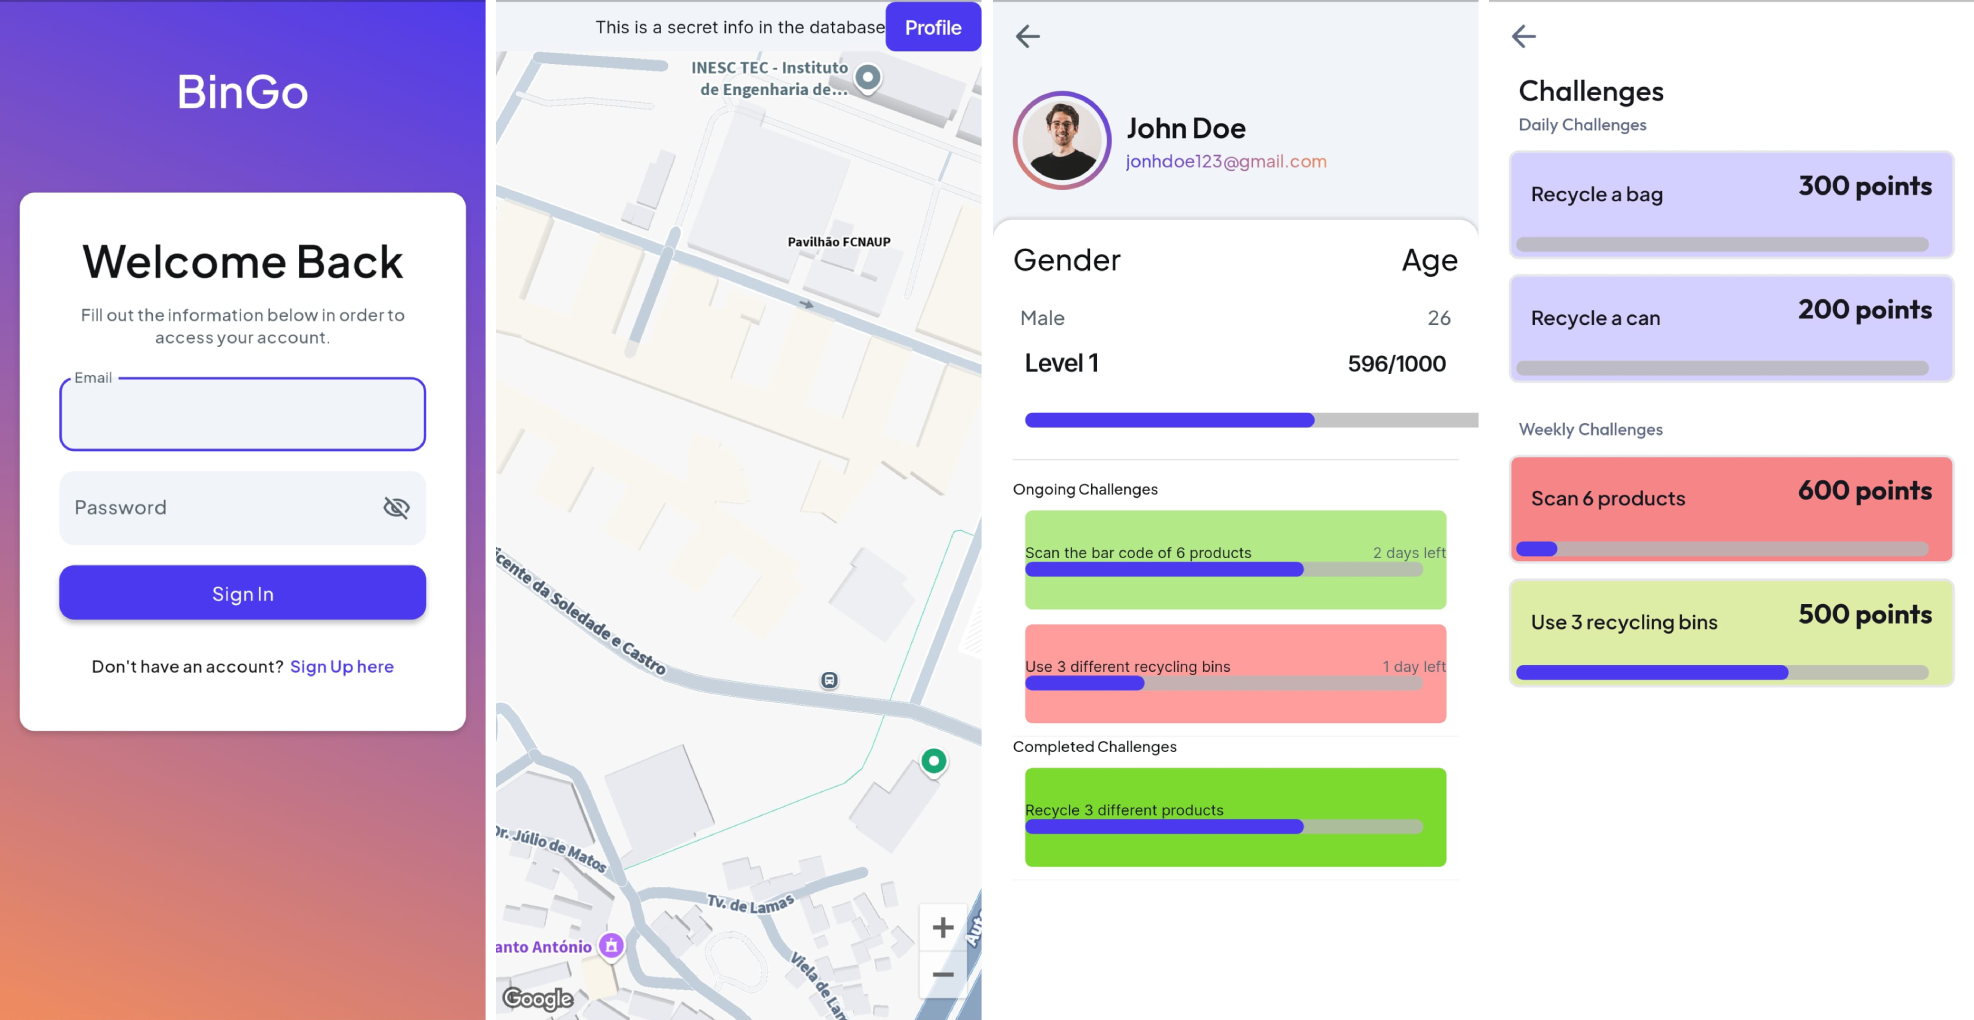 BinGo
Welcome Back
Fill out the information below in order to
access your account.
Email
Password
Sign In
Don't have an account? Sign Up here
This is a secret info in the database
Profile
INESC TEC - Instituto
de Engenharia de...
Pavilhão FCNAUP
icente da Soledade e Castro
Dr. Júlio de Matos
Tv. de Lamas
anto António
Viela de Lam
Aut
+
−
Google
John Doe
jonhdoe123@gmail.com
Gender Age
Male 26
Level 1 596/1000
Ongoing Challenges
Scan the bar code of 6 products 2 days left
Use 3 different recycling bins 1 day left
Completed Challenges
Recycle 3 different products
Challenges
Daily Challenges
Recycle a bag 300 points
Recycle a can 200 points
Weekly Challenges
Scan 6 products 600 points
Use 3 recycling bins 500 points